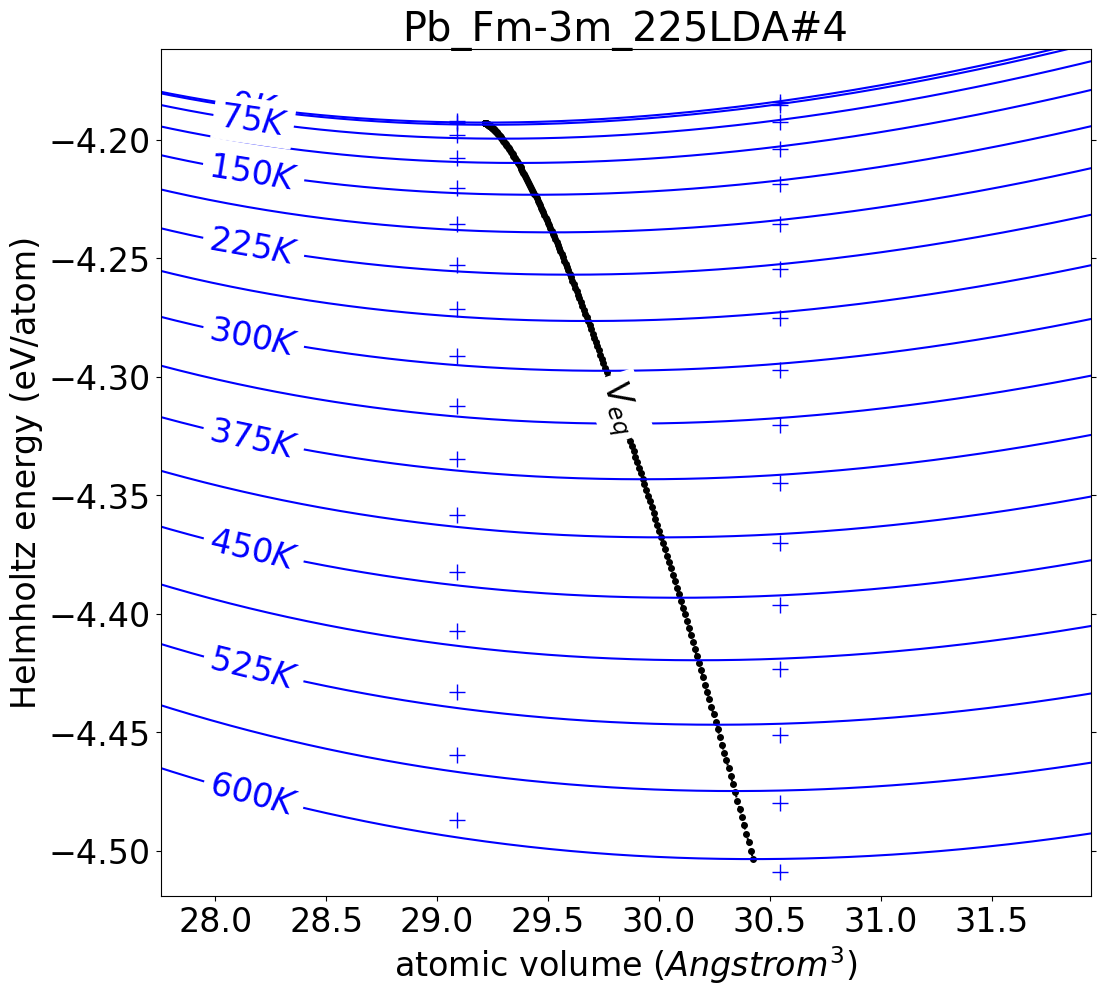 Pb_Fm-3m_225LDA#4
Helmholtz energy (eV/atom)
−4.20
−4.25
−4.30
−4.35
−4.40
−4.45
−4.50
75K
150K
225K
300K
375K
450K
525K
600K
V_eq
28.0 28.5 29.0 29.5 30.0 30.5 31.0 31.5
atomic volume (Angstrom³)